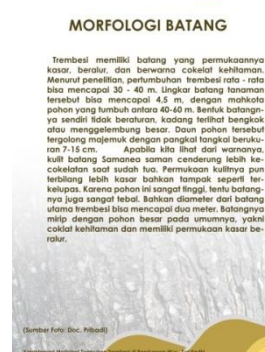 MORFOLOGI BATANG
Trembesi memiliki batang yang permukaannya
kasar, beralur, dan berwarna cokelat kehitaman.
Menurut penelitian, pertumbuhan trembesi rata - rata
bisa mencapai 30 - 40 m. Lingkar batang tanaman
tersebut bisa mencapai 4,5 m, dengan mahkota
pohon yang tumbuh antara 40-60 m. Bentuk batangn-
ya sendiri tidak beraturan, kadang terlihat bengkok
atau menggelembung besar. Daun pohon tersebut
tergolong majemuk dengan pangkal tangkai beruku-
ran 7-15 cm. Apabila kita lihat dari warnanya,
kulit batang Samanea saman cenderung lebih ke-
cokelatan saat sudah tua. Permukaan kulitnya pun
terbilang lebih kasar bahkan tampak seperti ter-
kelupas. Karena pohon ini sangat tinggi, tentu batang-
nya juga sangat tebal. Bahkan diameter dari batang
utama trembesi bisa mencapai dua meter. Batangnya
mirip dengan pohon besar pada umumnya, yakni
coklat kehitaman dan memiliki permukaan kasar be-
ralur.
(Sumber Foto: Doc. Pribadi)